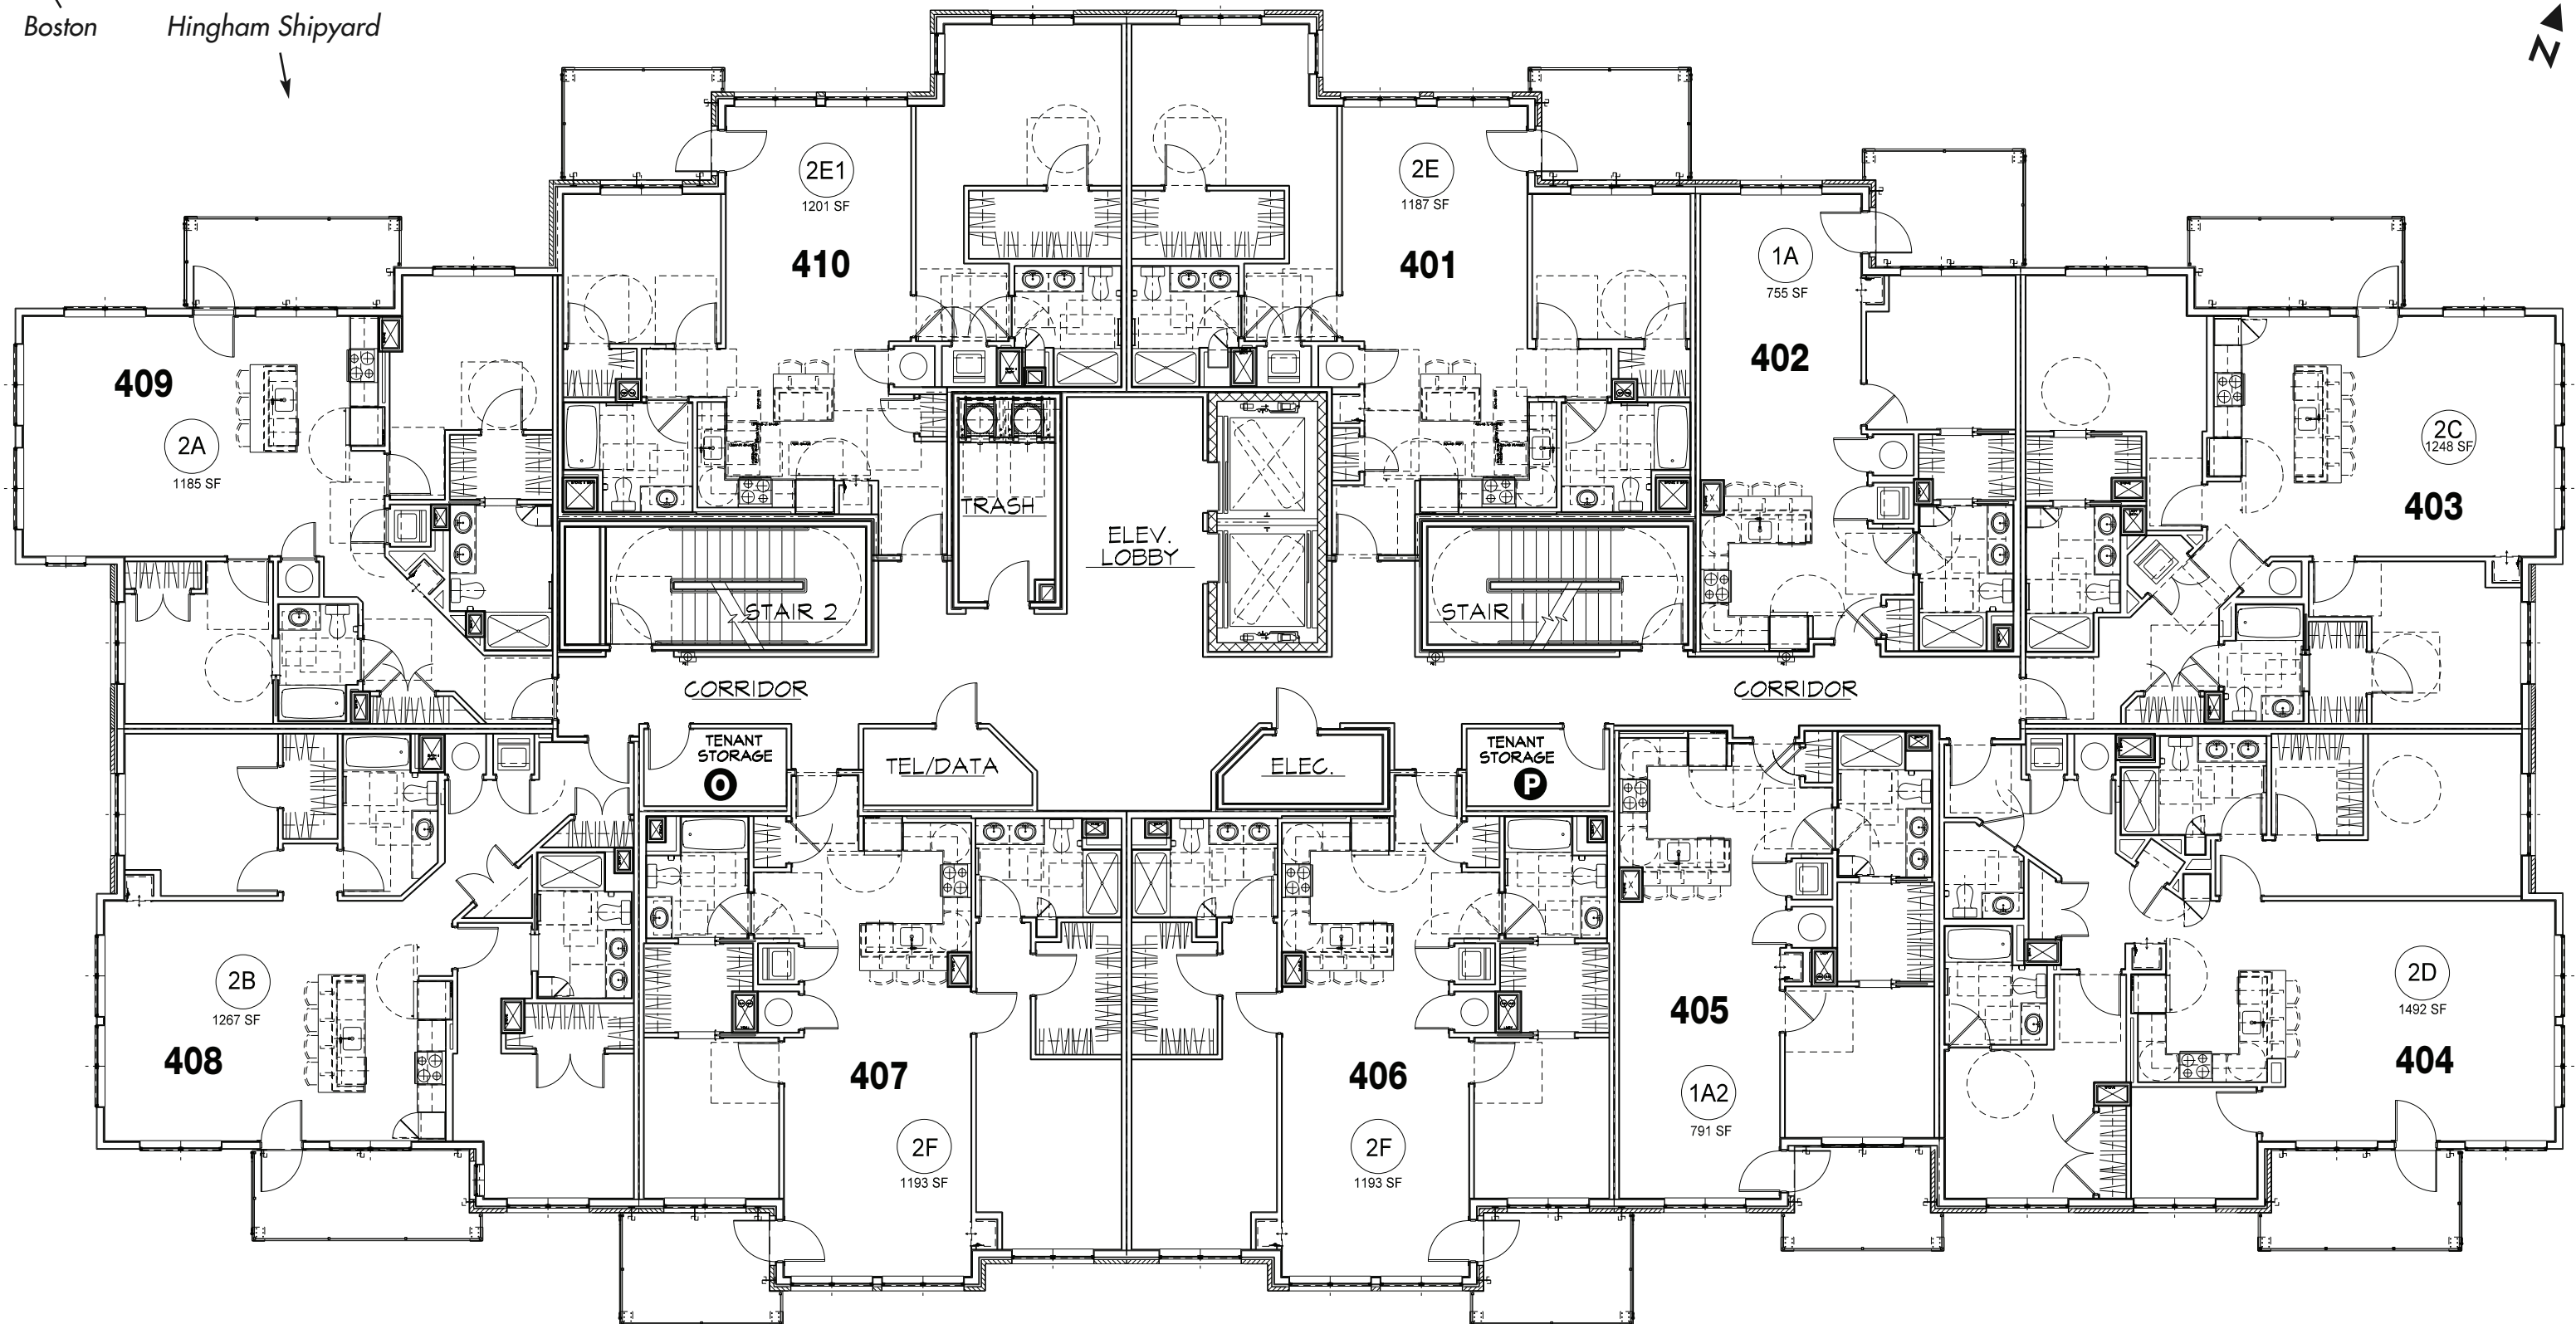 Boston
Hingham Shipyard
N
2E1
1201 SF
410
2E
1187 SF
401
1A
755 SF
402
409
2A
1185 SF
2C
1248 SF
403
TRASH
ELEV.
LOBBY
STAIR 2
STAIR 1
CORRIDOR
CORRIDOR
TENANT
STORAGE
O
TEL/DATA
ELEC.
TENANT
STORAGE
P
2B
1267 SF
408
407
2F
1193 SF
406
2F
1193 SF
405
1A2
791 SF
2D
1492 SF
404